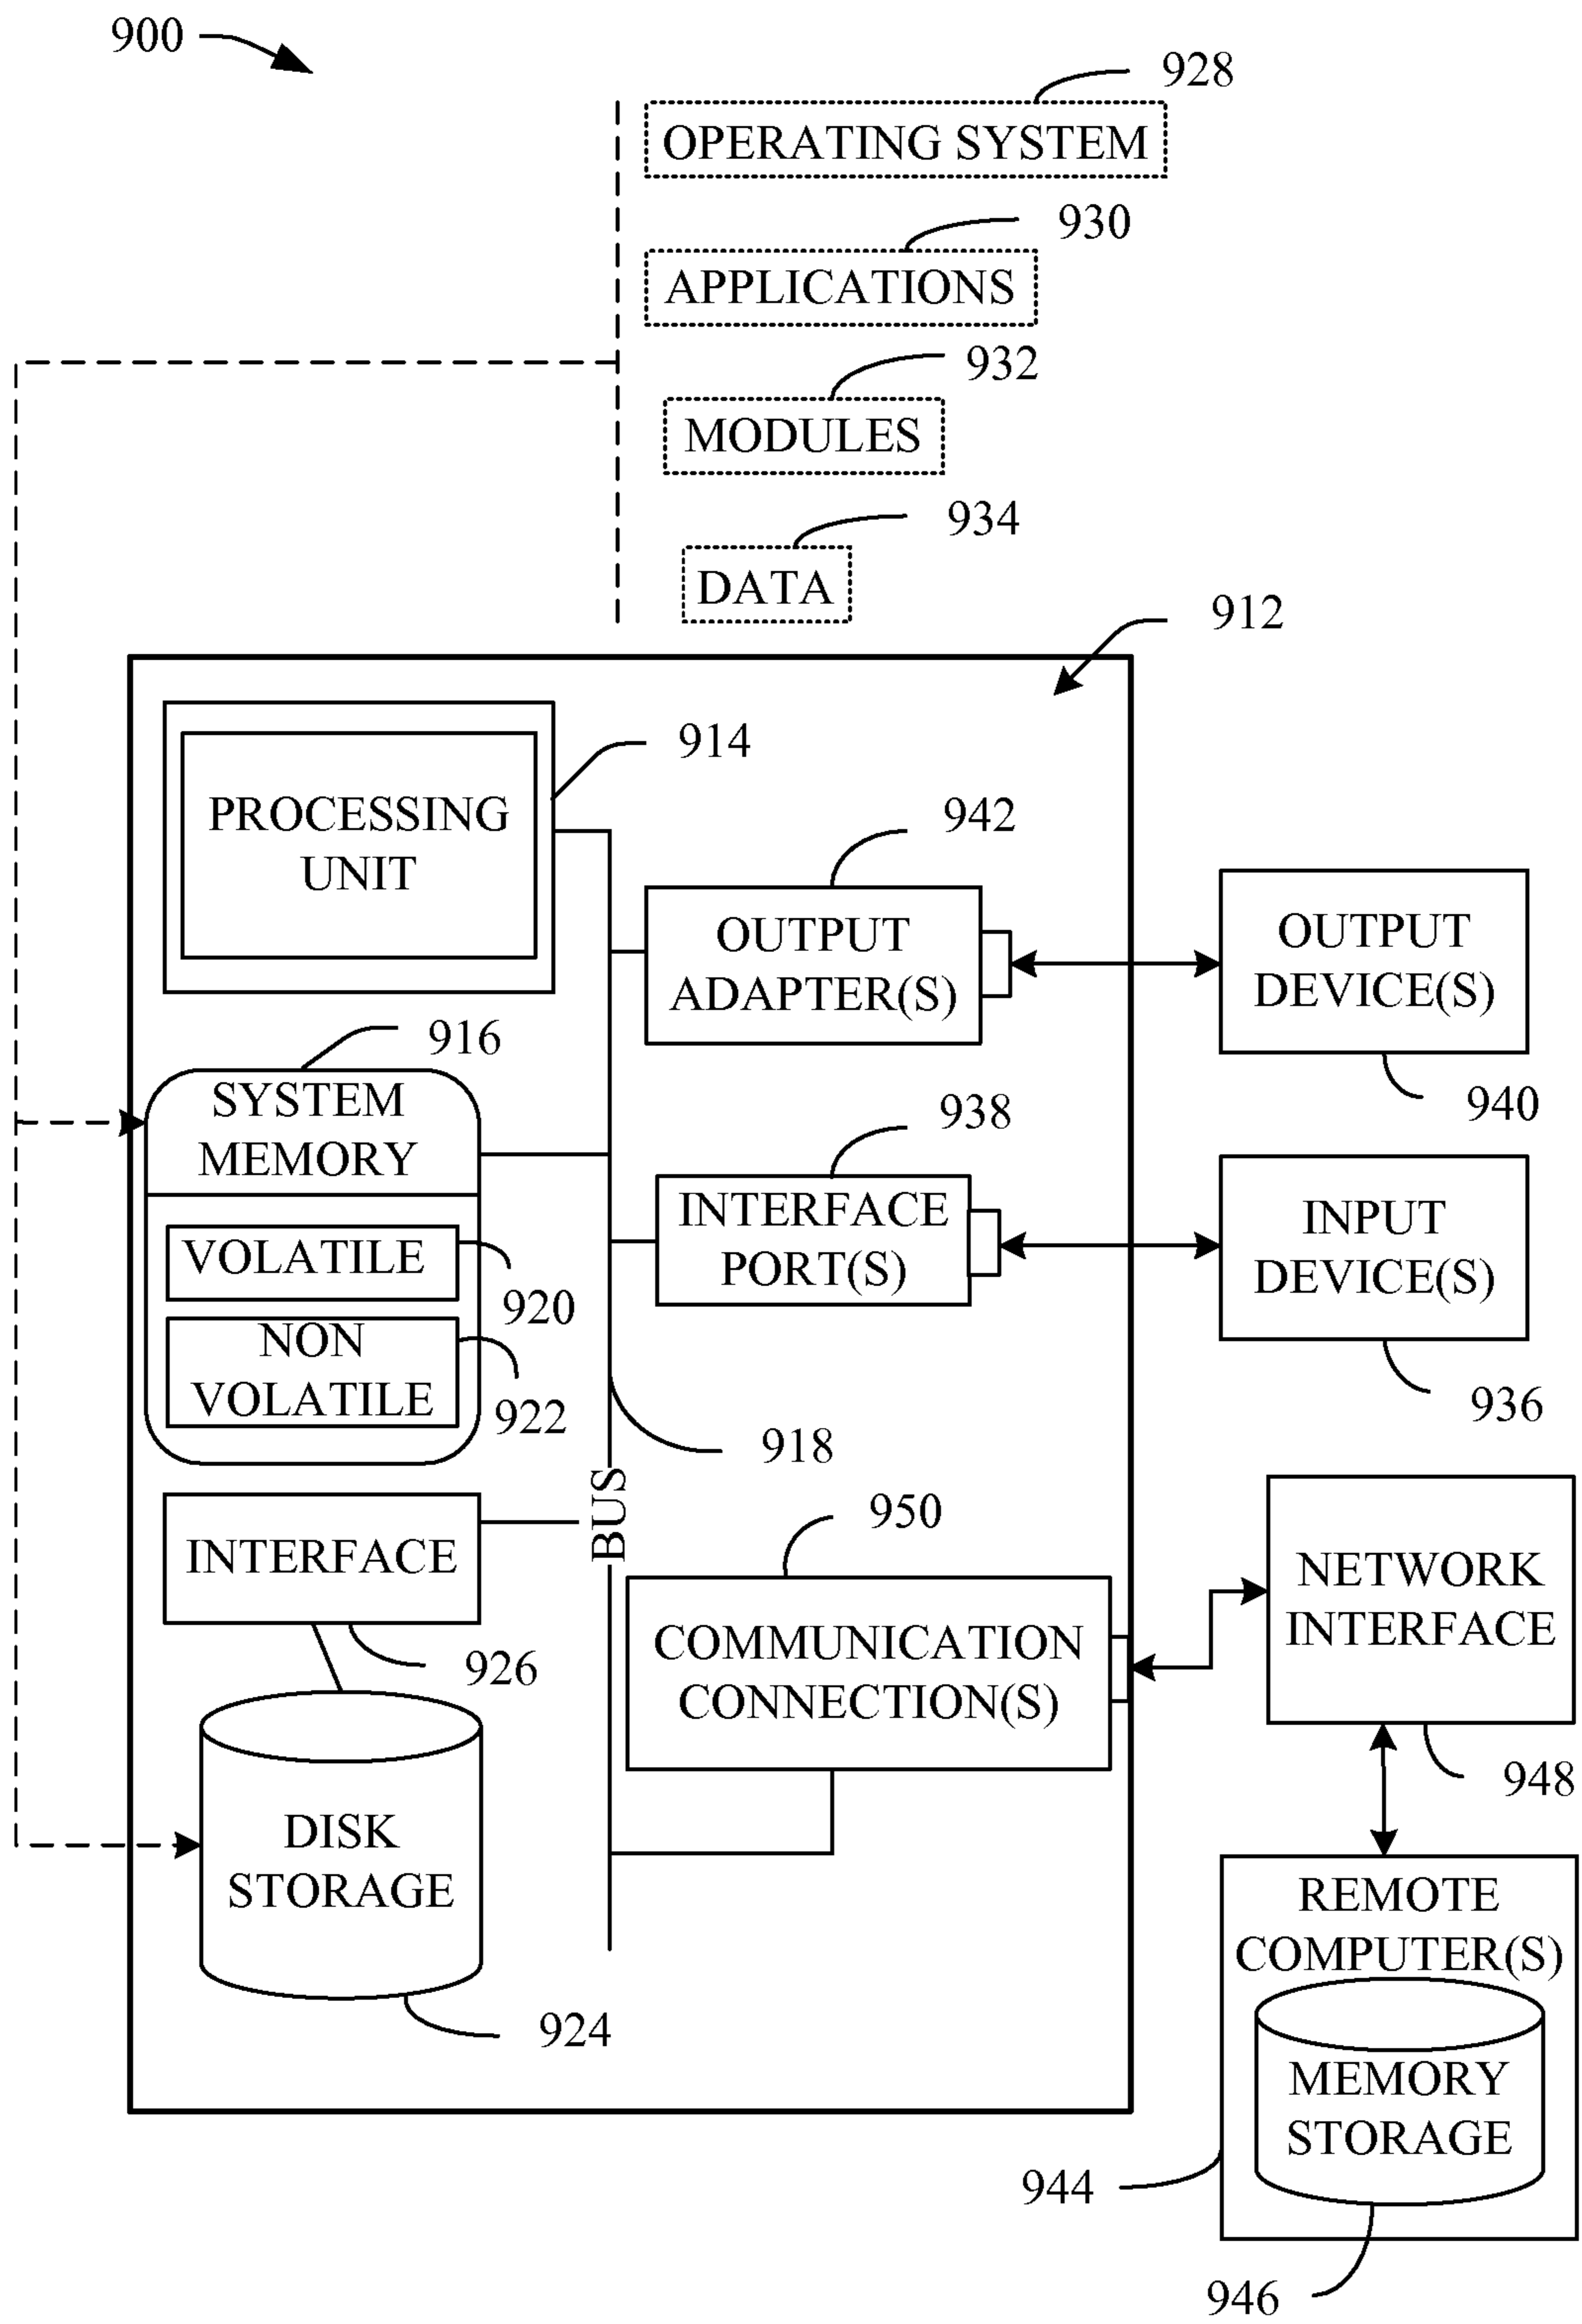 900
928
OPERATING SYSTEM
930
APPLICATIONS
932
MODULES
934
DATA
912
914
PROCESSING
UNIT
942
OUTPUT
ADAPTER(S)
OUTPUT
DEVICE(S)
940
916
SYSTEM
MEMORY
938
INTERFACE
PORT(S)
INPUT
DEVICE(S)
936
VOLATILE
920
NON
VOLATILE
922
918
BUS
INTERFACE
926
950
COMMUNICATION
CONNECTION(S)
NETWORK
INTERFACE
948
DISK
STORAGE
924
REMOTE
COMPUTER(S)
MEMORY
STORAGE
944
946